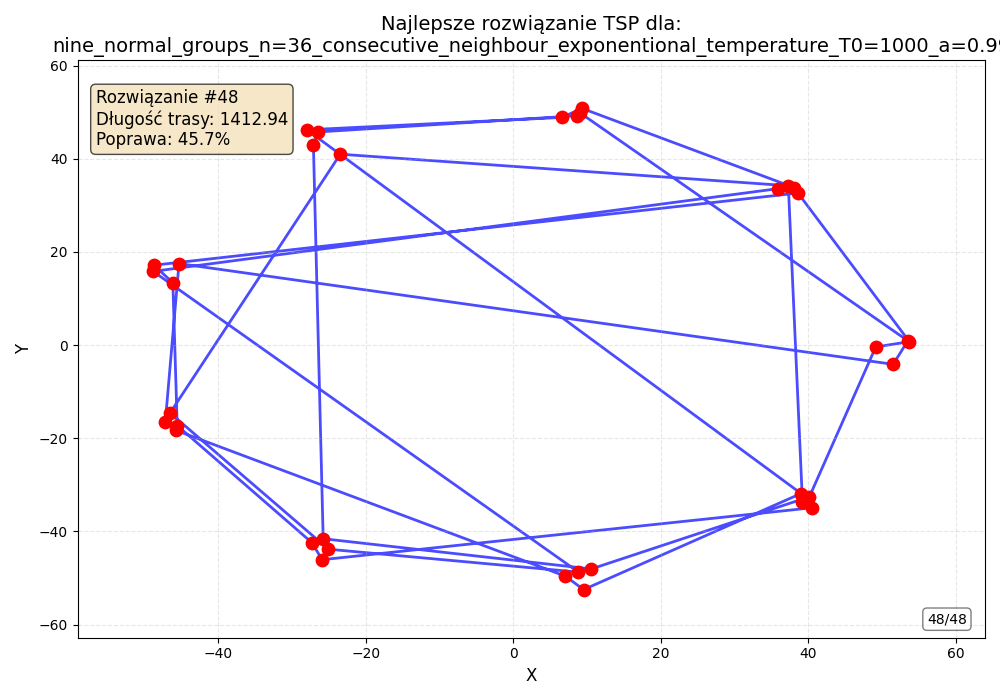 Najlepsze rozwiązanie TSP dla:
nine_normal_groups_n=36_consecutive_neighbour_exponentional_temperature_T0=1000_a=0.99
Rozwiązanie #48
Długość trasy: 1412.94
Poprawa: 45.7%
60
40
20
0
−20
−40
−60
Y
48/48
−40
−20
0
20
40
60
X